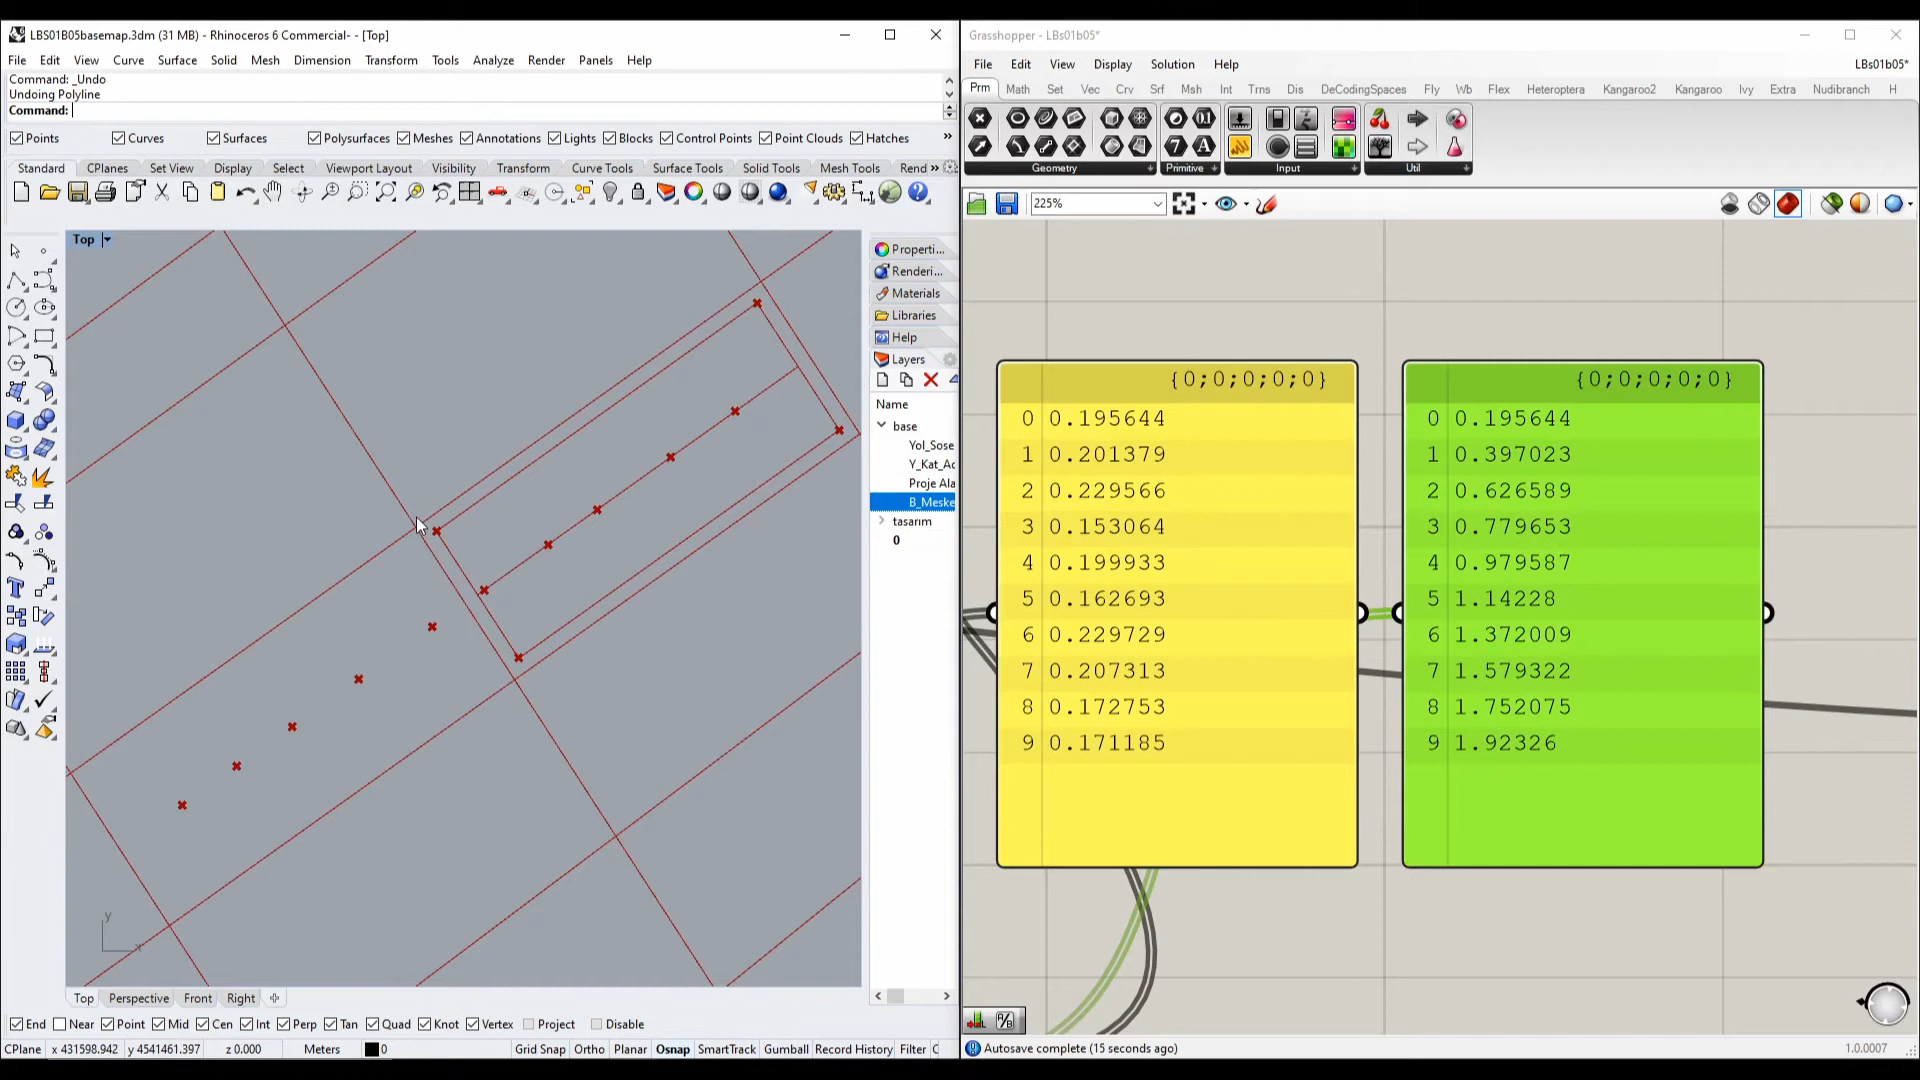 LBS01B05basemap.3dm (31 MB) - Rhinoceros 6 Commercial- - [Top]
File Edit View Curve Surface Solid Mesh Dimension Transform Tools Analyze Render Panels Help
Command: _Undo
Undoing Polyline
Command:
Points Curves Surfaces Polysurfaces Meshes Annotations Lights Blocks Control Points Point Clouds Hatches »
Standard CPlanes Set View Display Select Viewport Layout Visibility Transform Curve Tools Surface Tools Solid Tools Mesh Tools Rend »
Top
Properti...
Renderi...
Materials
Libraries
Help
Layers
Name
base
Yol_Sose
Y_Kat_Ac
Proje Ala
B_Meske
tasarım
0
y
x
Top Perspective Front Right
End Near Point Mid Cen Int Perp Tan Quad Knot Vertex Project Disable
CPlane x 431598.942 y 4541461.397 z 0.000 Meters 0 Grid Snap Ortho Planar Osnap SmartTrack Gumball Record History Filter C
Grasshopper - LBs01b05*
File Edit View Display Solution Help LBs01b05*
Prm Math Set Vec Crv Srf Msh Int Trns Dis DeCodingSpaces Fly Wb Flex Heteroptera Kangaroo2 Kangaroo Ivy Extra Nudibranch H
Geometry Primitive Input Util
225%
{0;0;0;0;0}
0 0.195644
1 0.201379
2 0.229566
3 0.153064
4 0.199933
5 0.162693
6 0.229729
7 0.207313
8 0.172753
9 0.171185
{0;0;0;0;0}
0 0.195644
1 0.397023
2 0.626589
3 0.779653
4 0.979587
5 1.14228
6 1.372009
7 1.579322
8 1.752075
9 1.92326
Autosave complete (15 seconds ago)
1.0.0007